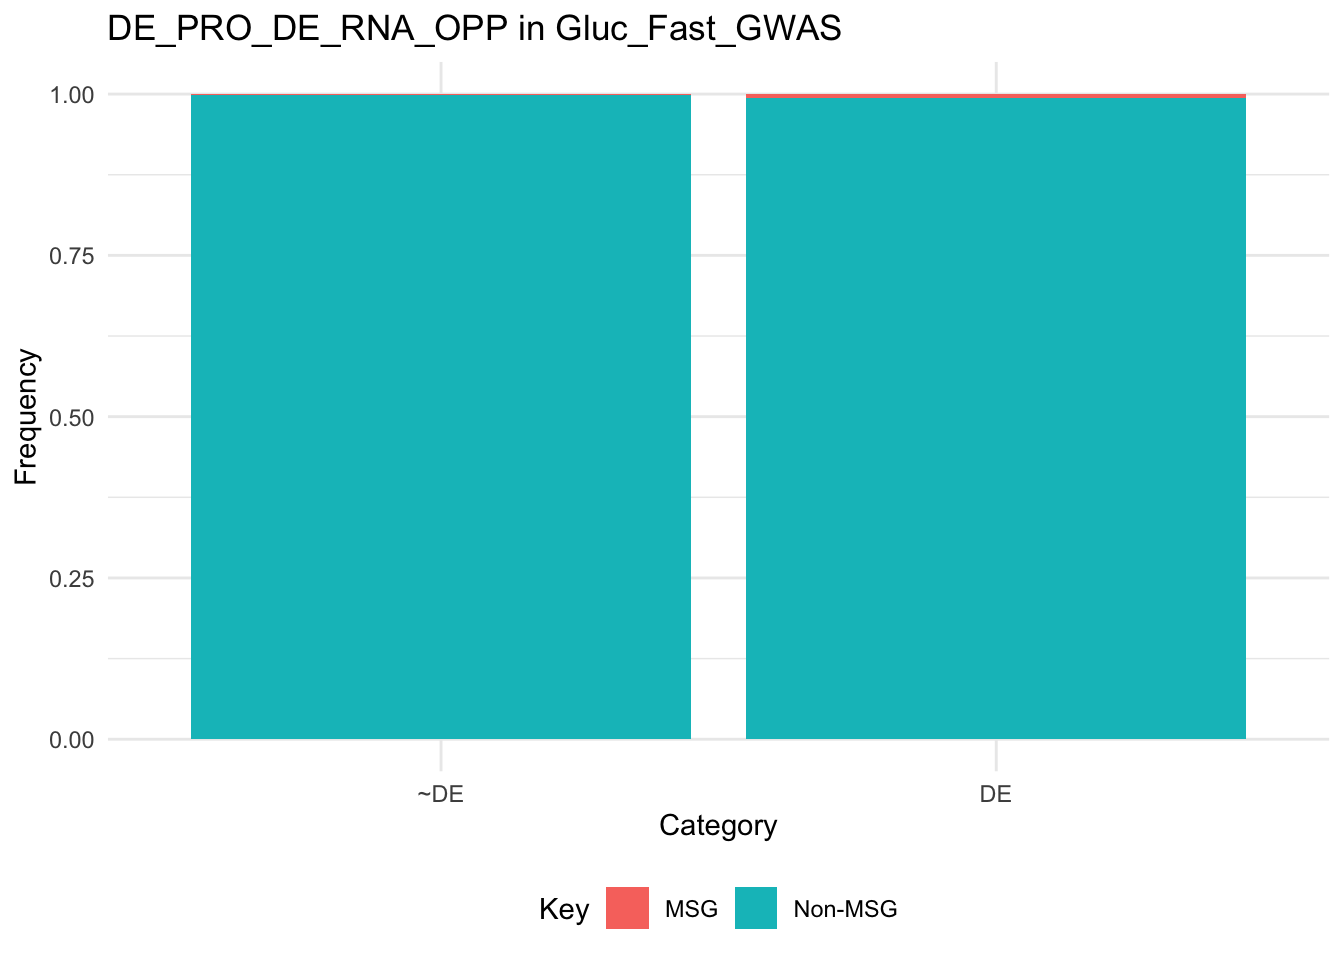 DE_PRO_DE_RNA_OPP in Gluc_Fast_GWAS
1.00
0.75
0.50
0.25
0.00
Frequency
~DE DE
Category
Key MSG Non-MSG